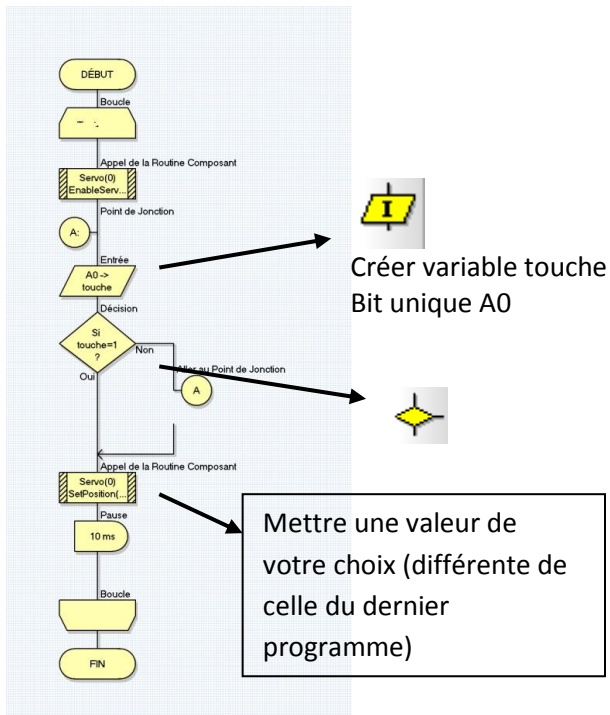 DÉBUT
Boucle
Appel de la Routine Composant
Servo(0)
EnableServ...
Point de Jonction
A:
Entrée
A0 ->
touche
Décision
Si
touche=1
?
Non
Oui
Aller au Point de Jonction
A
Appel de la Routine Composant
Servo(0)
SetPosition(...
Pause
10 ms
Boucle
FIN
I
Créer variable touche
Bit unique A0
Mettre une valeur de
votre choix (différente de
celle du dernier
programme)